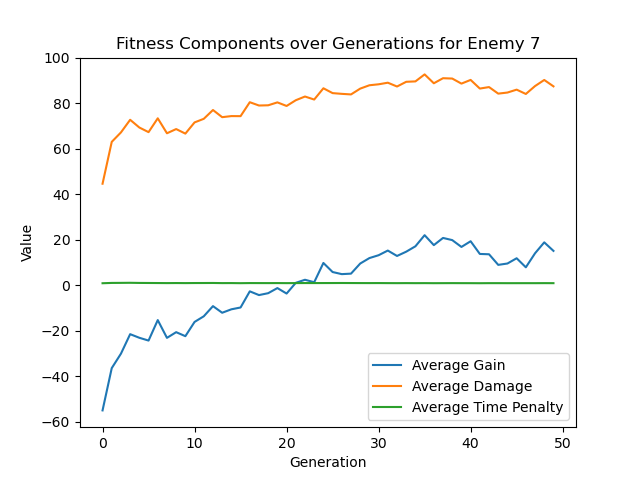 Fitness Components over Generations for Enemy 7
100
80
60
40
20
0
−20
−40
−60
Value
0 10 20 30 40 50
Generation
Average Gain
Average Damage
Average Time Penalty